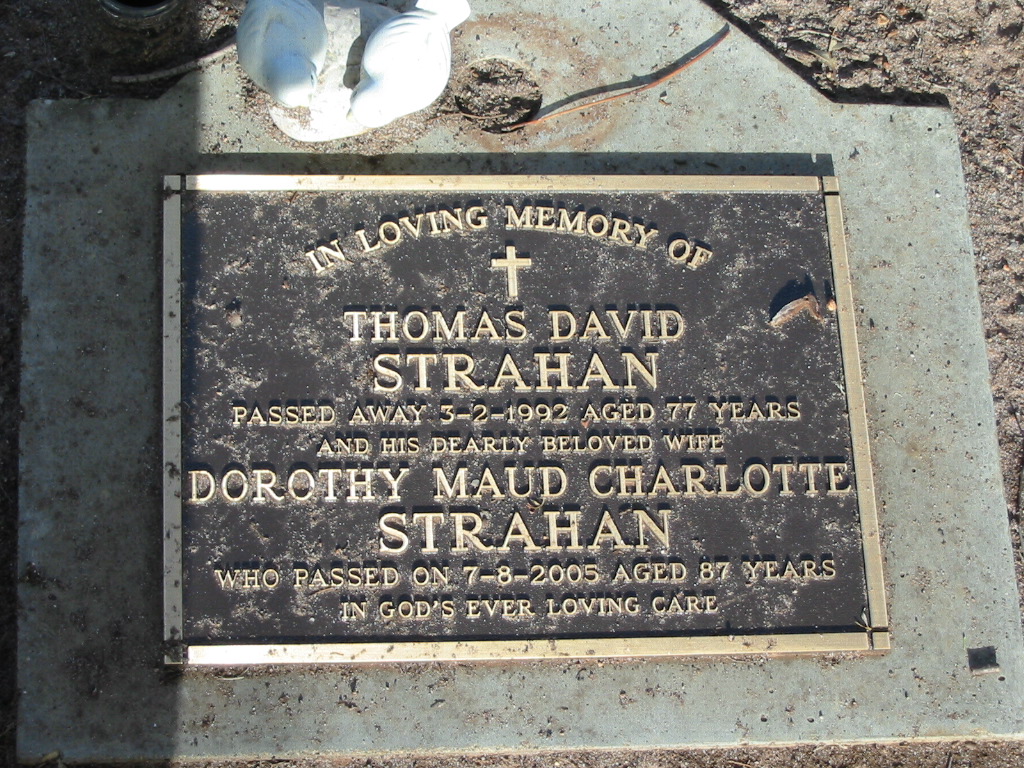 IN LOVING MEMORY OF
THOMAS DAVID
STRAHAN
PASSED AWAY 3-2-1992 AGED 77 YEARS
AND HIS DEARLY BELOVED WIFE
DOROTHY MAUD CHARLOTTE
STRAHAN
WHO PASSED ON 7-8-2005 AGED 87 YEARS
IN GOD'S EVER LOVING CARE